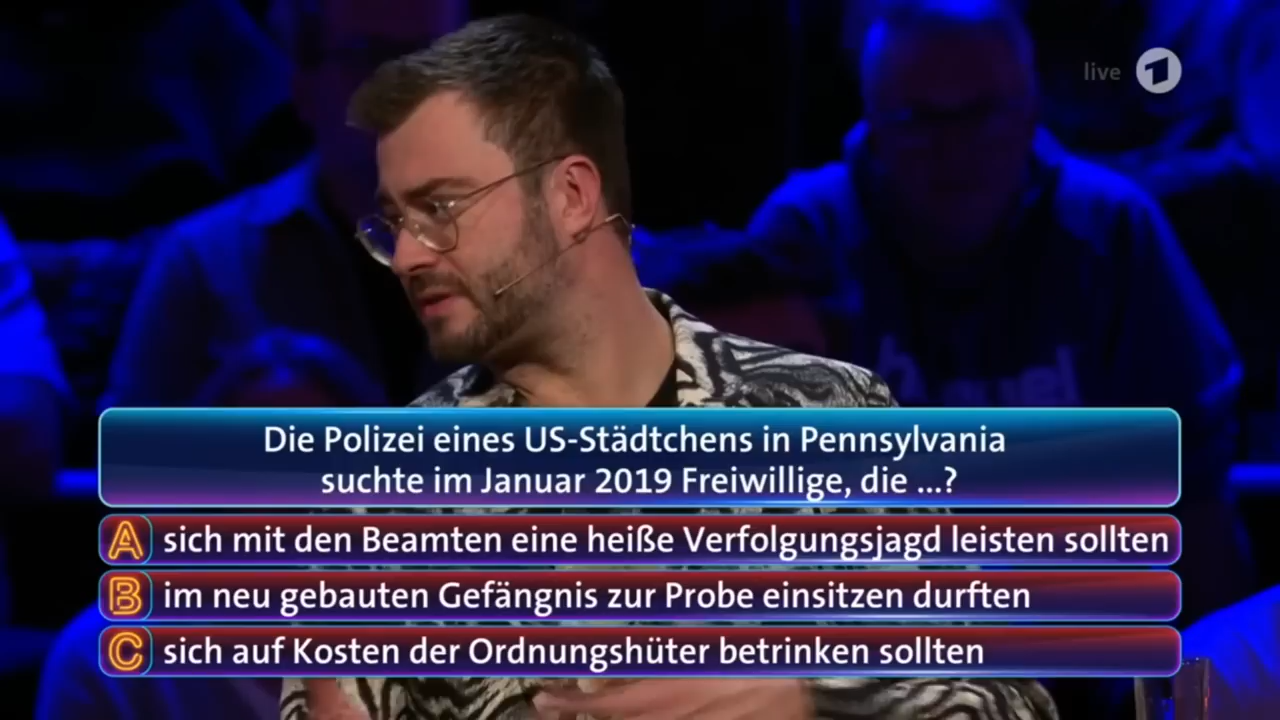 live 1
Die Polizei eines US-Städtchens in Pennsylvania
suchte im Januar 2019 Freiwillige, die ...?
A sich mit den Beamten eine heiße Verfolgungsjagd leisten sollten
B im neu gebauten Gefängnis zur Probe einsitzen durften
C sich auf Kosten der Ordnungshüter betrinken sollten